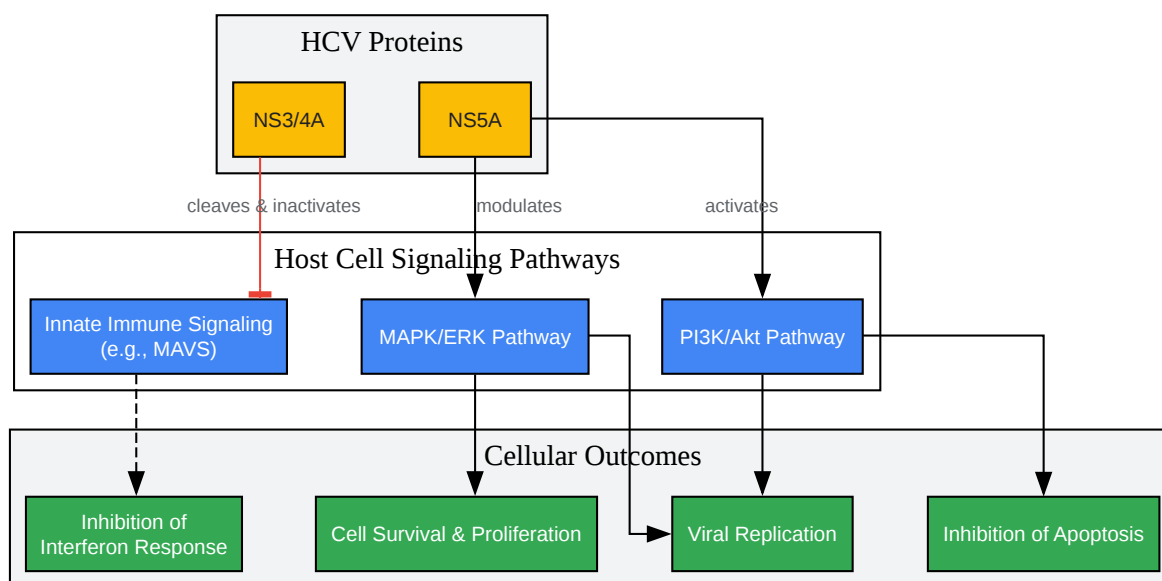 HCV Proteins
NS3/4A
NS5A
cleaves & inactivates
modulates
activates
Host Cell Signaling Pathways
Innate Immune Signaling
(e.g., MAVS)
MAPK/ERK Pathway
PI3K/Akt Pathway
Cellular Outcomes
Inhibition of
Interferon Response
Cell Survival & Proliferation
Viral Replication
Inhibition of Apoptosis